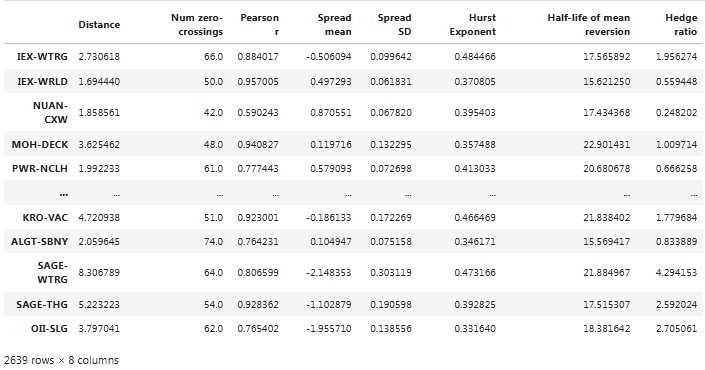 Distance Num zero-crossings Pearson r Spread mean Spread SD Hurst Exponent Half-life of mean reversion Hedge ratio
IEX-WTRG 2.730618 66.0 0.884017 -0.506094 0.099642 0.484466 17.565892 1.956274
IEX-WRLD 1.694440 50.0 0.957005 0.497293 0.061831 0.370805 15.621250 0.559448
NUAN-CXW 1.858561 42.0 0.590243 0.870551 0.067820 0.395403 17.434368 0.248202
MOH-DECK 3.625462 48.0 0.940827 0.119716 0.132295 0.357488 22.901431 1.009714
PWR-NCLH 1.992233 61.0 0.777443 0.579093 0.072698 0.413033 20.680678 0.666258
... ... ... ... ... ... ... ... ...
KRO-VAC 4.720938 51.0 0.923001 -0.186133 0.172269 0.466469 21.838402 1.779684
ALGT-SBNY 2.059645 74.0 0.764231 0.104947 0.075158 0.346171 15.569417 0.833889
SAGE-WTRG 8.306789 64.0 0.806599 -2.148353 0.303119 0.473166 21.884967 4.294153
SAGE-THG 5.223223 54.0 0.928362 -1.102879 0.190598 0.392825 17.515307 2.592024
OII-SLG 3.797041 62.0 0.765402 -1.955710 0.138556 0.331640 18.381642 2.705061
2639 rows × 8 columns